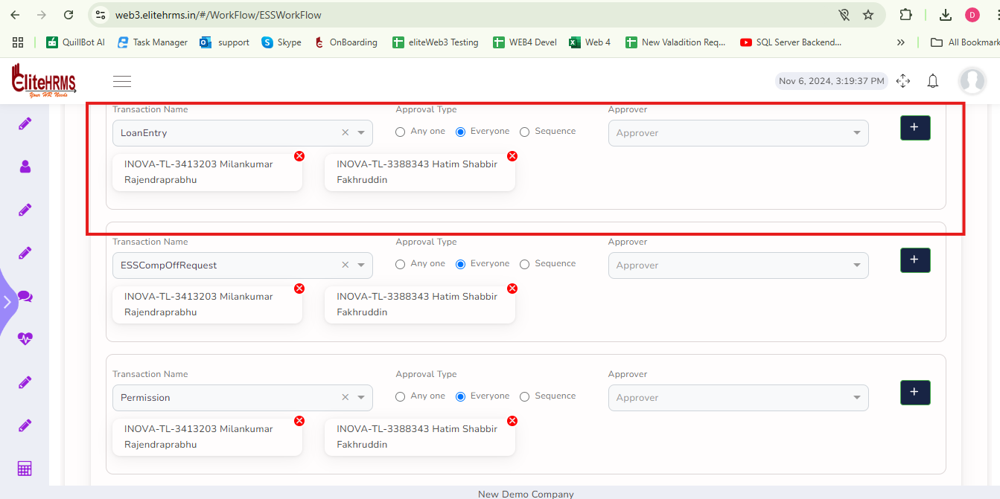 web3.elitehrms.in/#/WorkFlow/ESSWorkFlow
D
QuillBot AI
Task Manager
support
Skype
OnBoarding
eliteWeb3 Testing
WEB4 Devel
Web 4
New Valadition Req...
SQL Server Backend...
»
All Bookmark
EliteHRMS
Your HR Needs
Nov 6, 2024, 3:19:37 PM
Transaction Name
Approval Type
Approver
LoanEntry
Any one
Everyone
Sequence
Approver
+
INOVA-TL-3413203 Milankumar
Rajendraprabhu
INOVA-TL-3388343 Hatim Shabbir
Fakhruddin
Transaction Name
Approval Type
Approver
ESSCompOffRequest
Any one
Everyone
Sequence
Approver
+
INOVA-TL-3413203 Milankumar
Rajendraprabhu
INOVA-TL-3388343 Hatim Shabbir
Fakhruddin
Transaction Name
Approval Type
Approver
Permission
Any one
Everyone
Sequence
Approver
+
INOVA-TL-3413203 Milankumar
Rajendraprabhu
INOVA-TL-3388343 Hatim Shabbir
Fakhruddin
New Demo Company